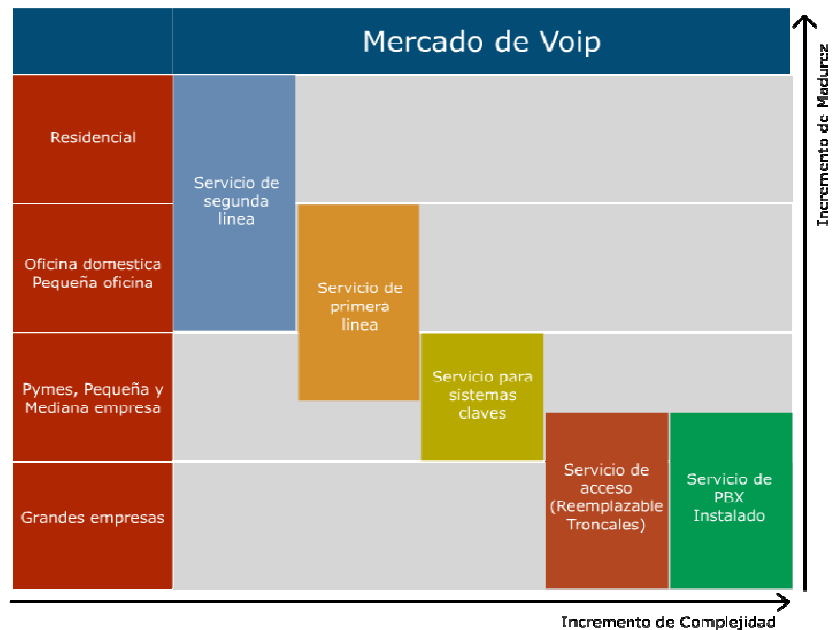 Mercado de Voip
Residencial
Oficina domestica
Pequeña oficina
Pymes, Pequeña y
Mediana empresa
Grandes empresas
Servicio de
segunda
linea
Servicio de
primera
linea
Servicio para
sistemas
claves
Servicio de
acceso
(Reemplazable
Troncales)
Servicio de
PBX
Instalado
Incremento de Madurez
Incremento de Complejidad